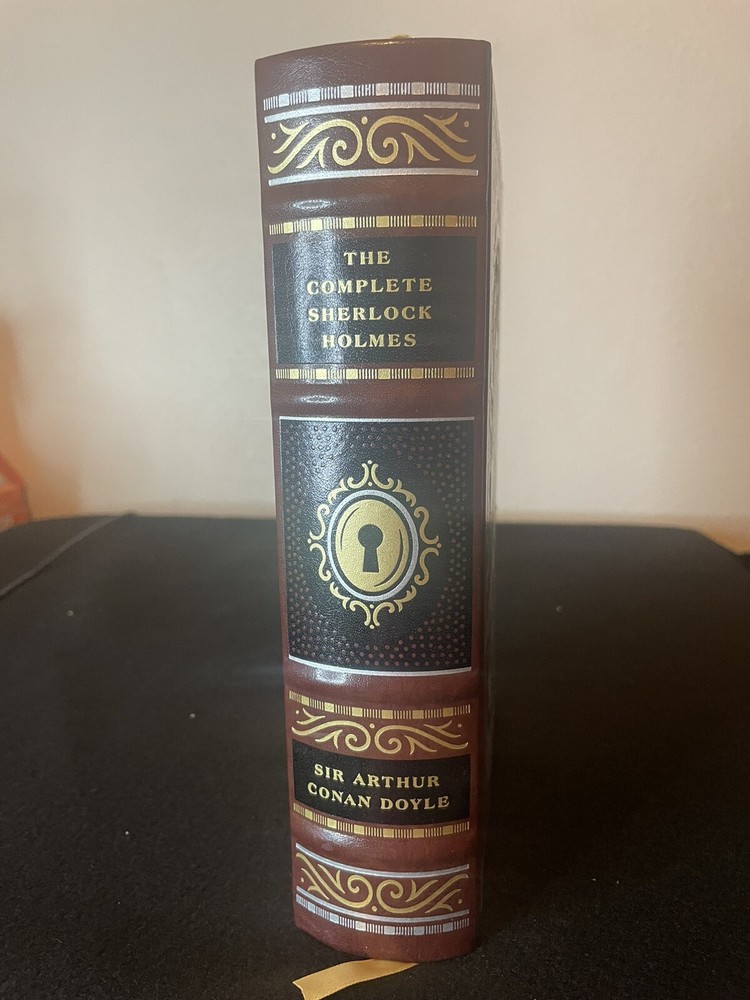 THE
COMPLETE
SHERLOCK
HOLMES
SIR ARTHUR
CONAN DOYLE